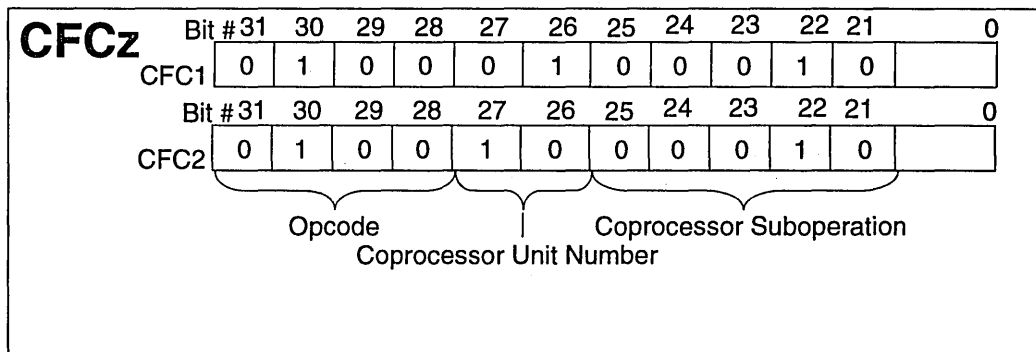 CFCz
Bit # 31 30 29 28 27 26 25 24 23 22 21 0
CFC1 0 1 0 0 0 1 0 0 0 1 0
Bit # 31 30 29 28 27 26 25 24 23 22 21 0
CFC2 0 1 0 0 1 0 0 0 0 1 0
Opcode Coprocessor Suboperation
Coprocessor Unit Number